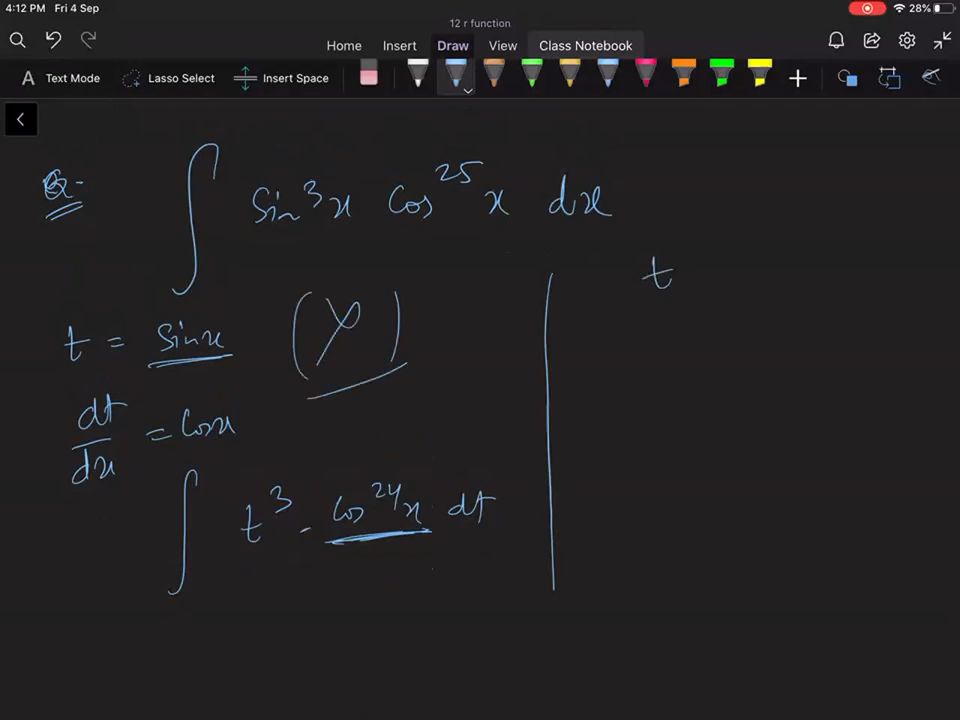 4:12 PM Fri 4 Sep 28%
12 r function
Home Insert Draw View Class Notebook
A Text Mode Lasso Select Insert Space
Q- ∫ sin³x cos²⁵x dx
t = sinx
dt/dx = cosx
∫ t³ . cos²⁴x dt
t